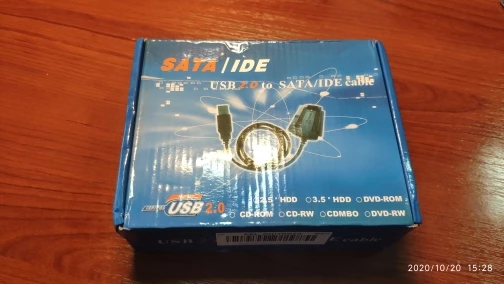 SATA/IDE
USB 2.0 to SATA/IDE cable
2.5' HDD 3.5' HDD DVD-ROM
USB 2.0
CD-ROM CD-RW CDMBO DVD-RW
USB cable
2020/10/20 15:28